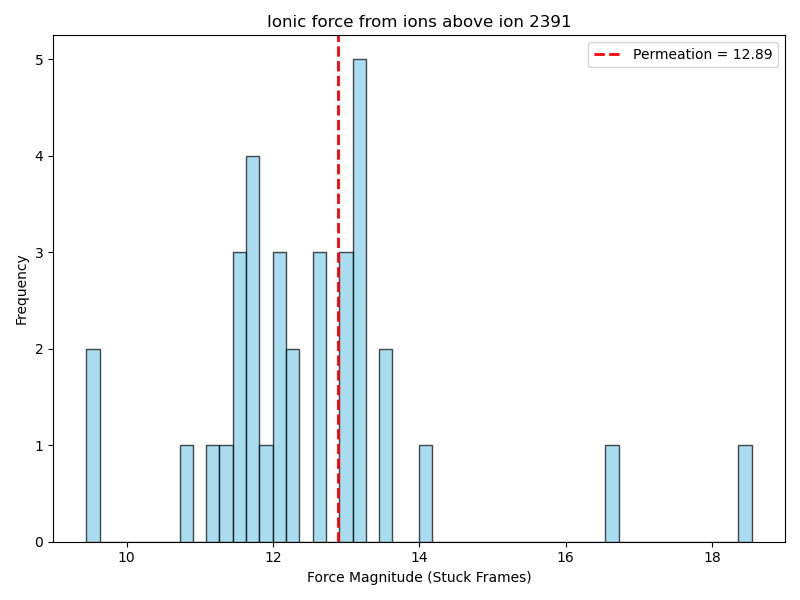 Ionic force from ions above ion 2391
Permeation = 12.89
5
4
3
2
1
0
Frequency
10 12 14 16 18
Force Magnitude (Stuck Frames)